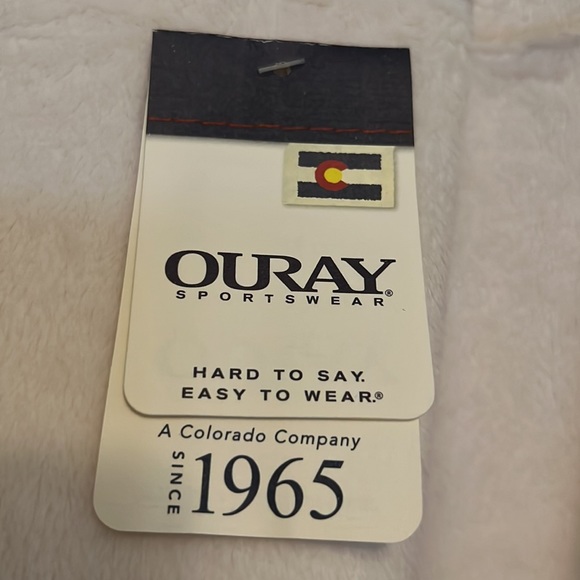 OURAY®
SPORTSWEAR
HARD TO SAY.
EASY TO WEAR.®
A Colorado Company
SINCE
1965